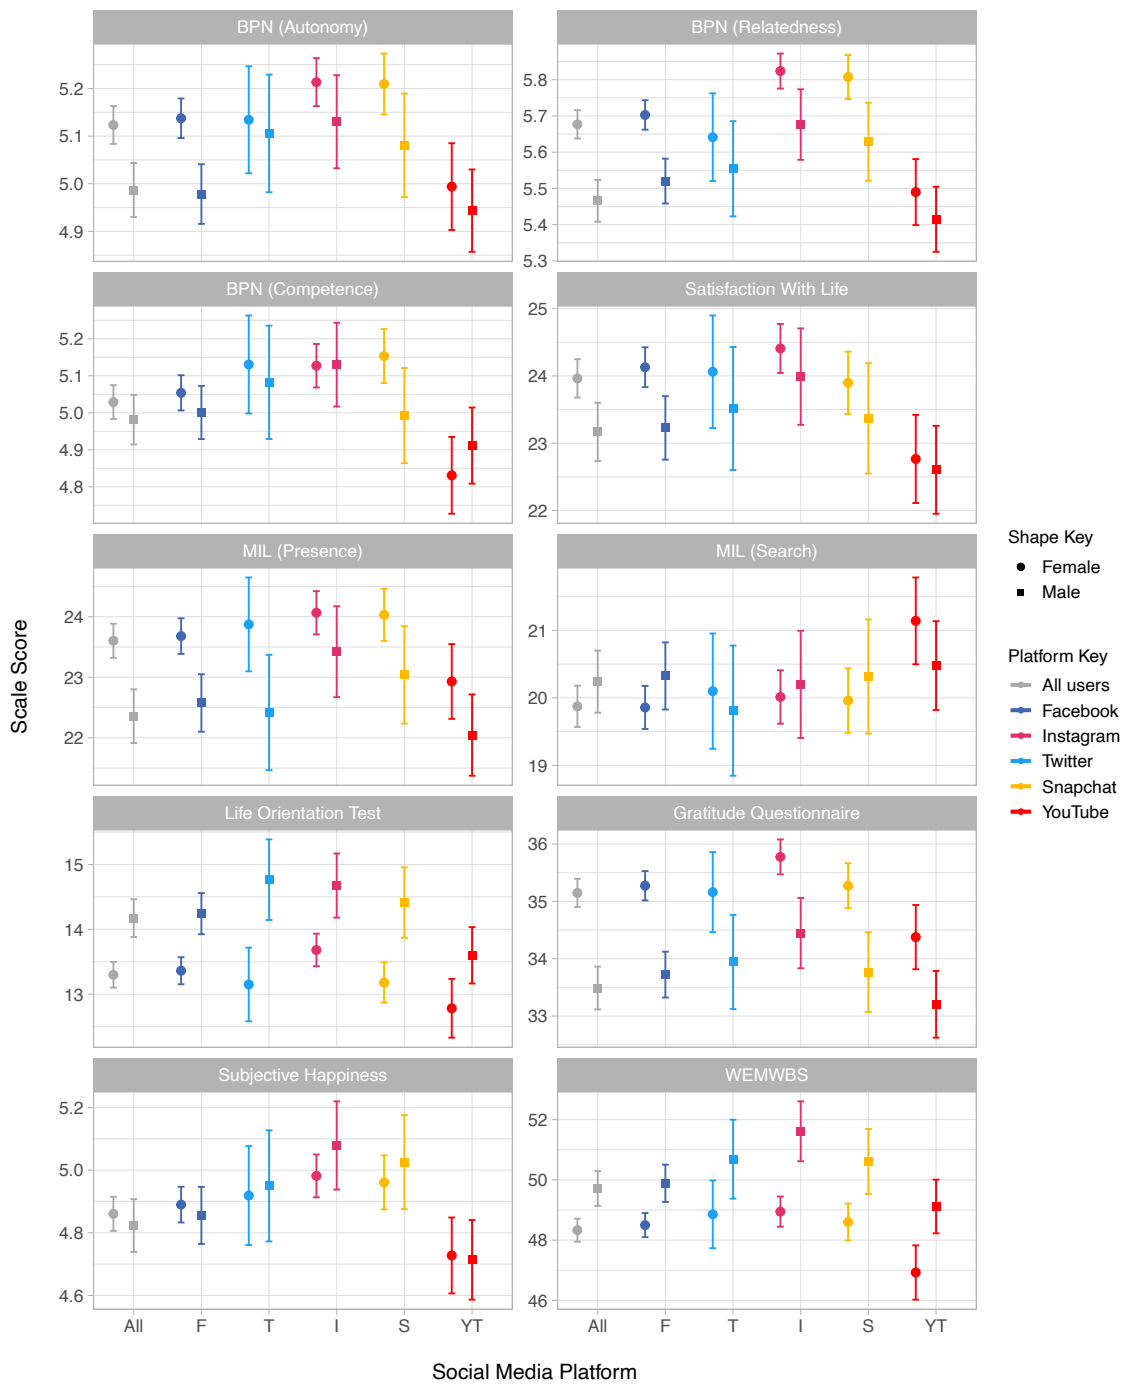 BPN (Autonomy)
BPN (Relatedness)
5.2
5.1
5.0
4.9
5.8
5.7
5.6
5.5
5.4
5.3
BPN (Competence)
Satisfaction With Life
5.2
5.1
5.0
4.9
4.8
25
24
23
22
MIL (Presence)
MIL (Search)
24
23
22
21
20
19
Life Orientation Test
Gratitude Questionnaire
15
14
13
36
35
34
33
Subjective Happiness
WEMWBS
5.2
5.0
4.8
4.6
52
50
48
46
All F T I S YT
All F T I S YT
Social Media Platform
Scale Score
Shape Key
Female
Male
Platform Key
All users
Facebook
Instagram
Twitter
Snapchat
YouTube